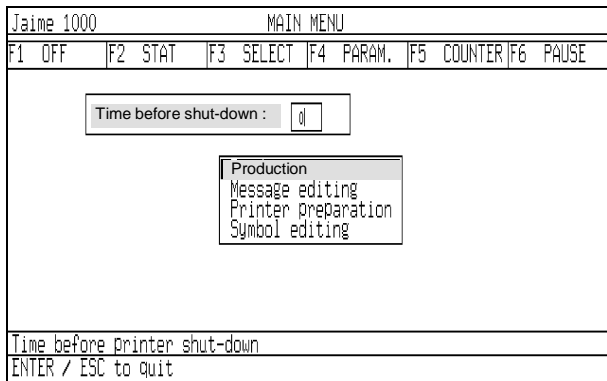 Jaime 1000 MAIN MENU
F1 OFF F2 STAT F3 SELECT F4 PARAM. F5 COUNTER F6 PAUSE
Time before shut-down : 0
Production
Message editing
Printer preparation
Symbol editing
Time before printer shut-down
ENTER / ESC to quit